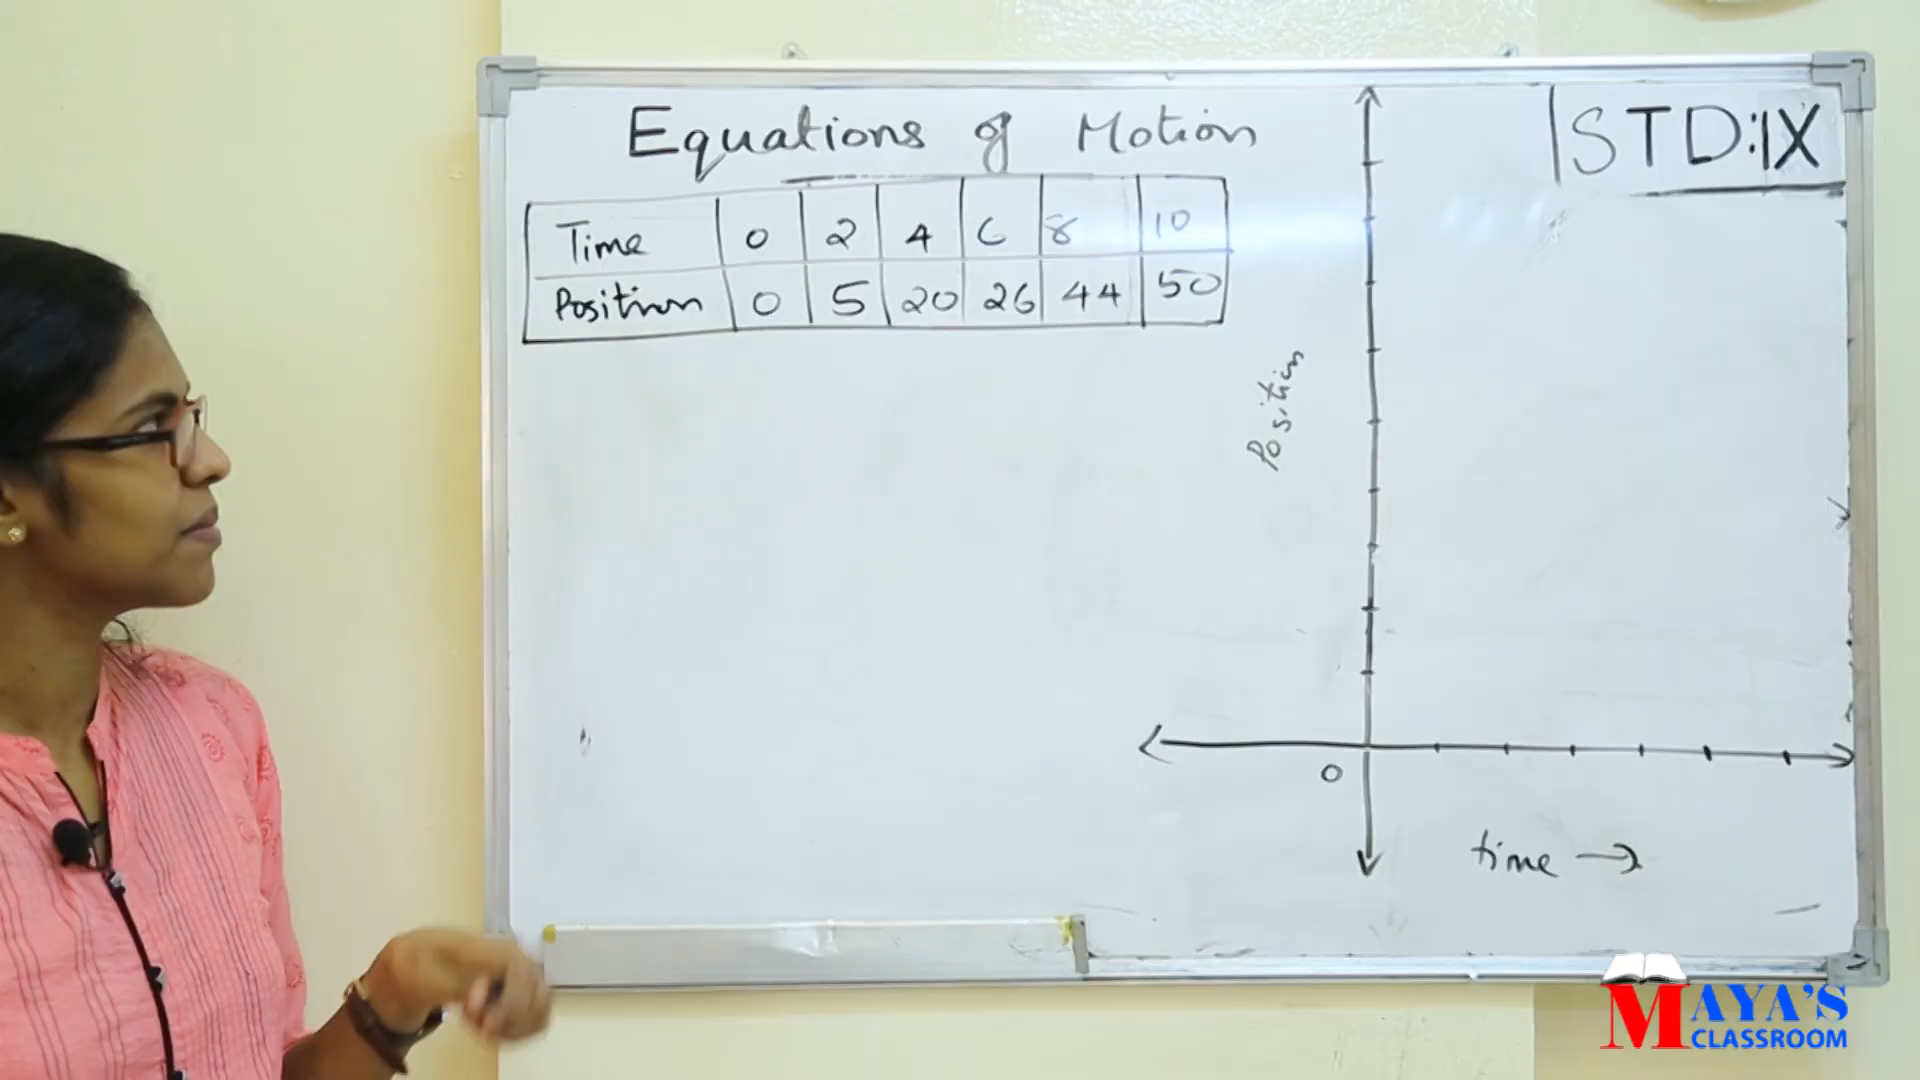 Equations of Motion
STD:IX
Time 0 2 4 6 8 10
Position 0 5 20 26 44 50
Position
0
time →
MAYA'S
CLASSROOM